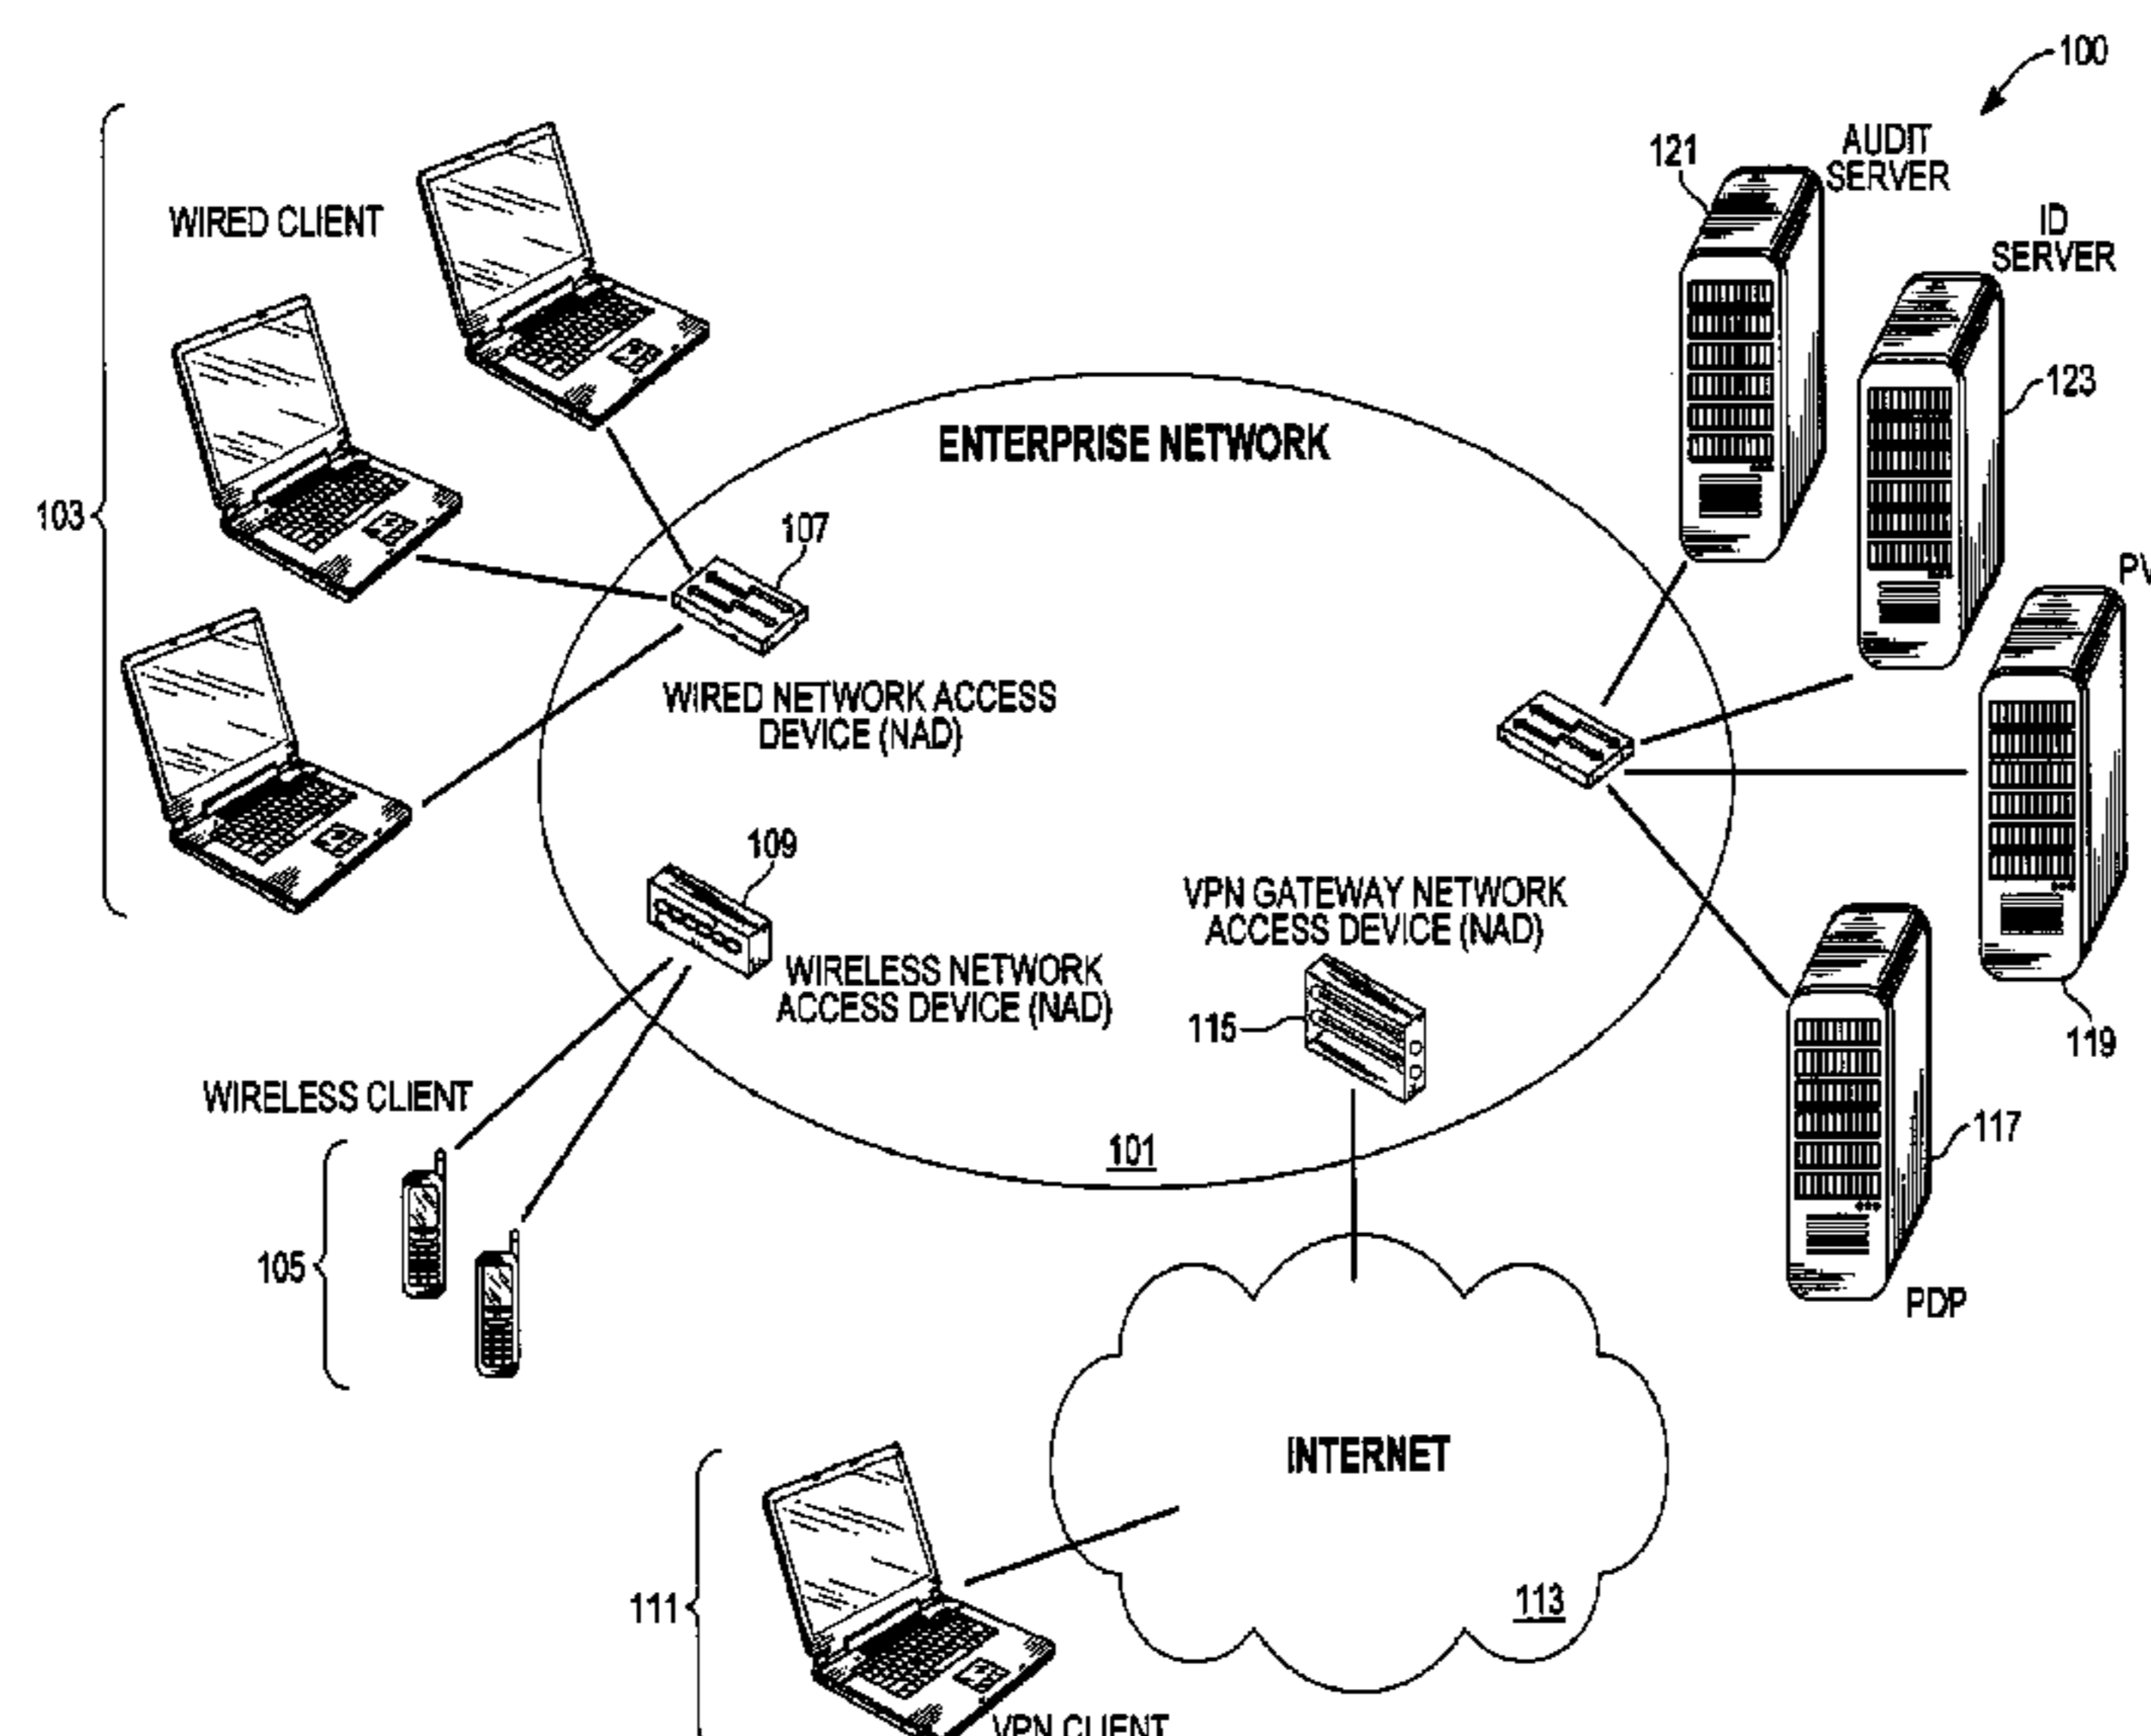 100
121
AUDIT
SERVER
ID
SERVER
WIRED CLIENT
123
ENTERPRISE NETWORK
103
107
PV
WIRED NETWORK ACCESS
DEVICE (NAD)
109
VPN GATEWAY NETWORK
ACCESS DEVICE (NAD)
WIRELESS NETWORK
ACCESS DEVICE (NAD)
115
119
WIRELESS CLIENT
101
117
105
PDP
INTERNET
111
113
VPN CLIENT